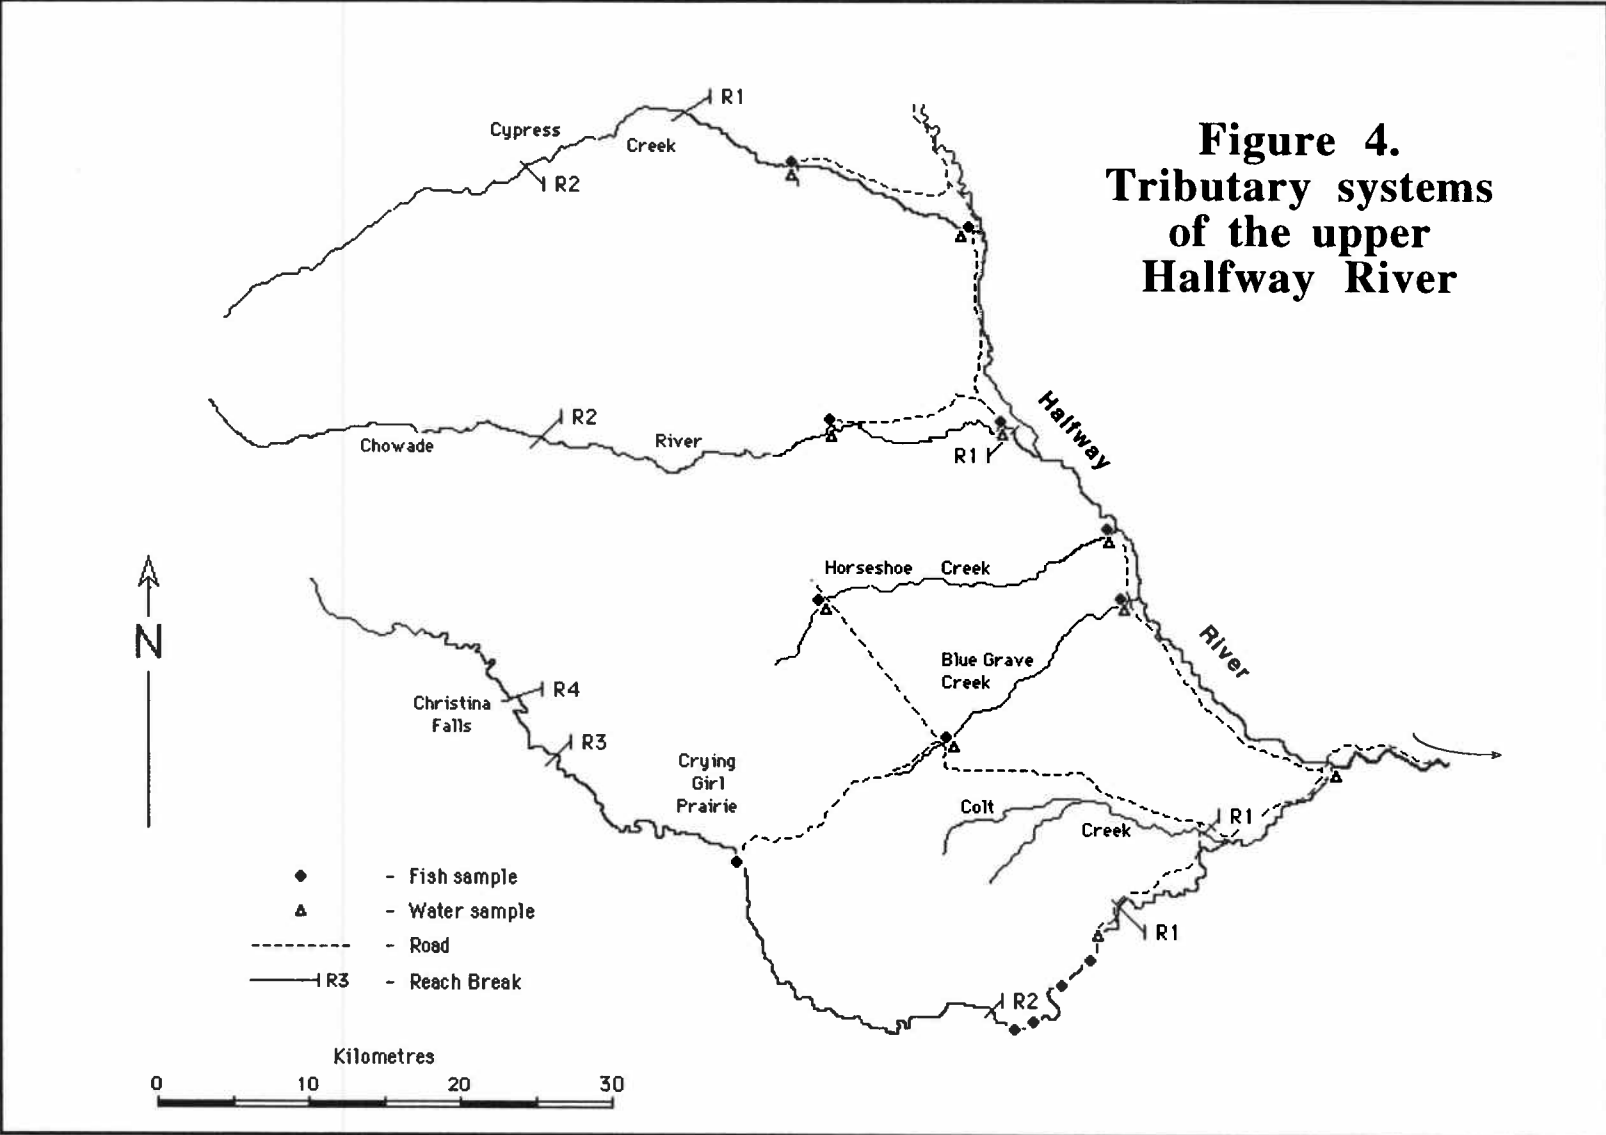 Figure 4.
Tributary systems
of the upper
Halfway River
R1
Cypress
Creek
R2
R2
Chowade
River
R1
Halfway
Horseshoe Creek
N
River
Blue Grave
Creek
R4
Christina
Falls
R3
Crying
Girl
Prairie
Colt
Creek
R1
R1
R2
- Fish sample
- Water sample
- Road
R3 - Reach Break
Kilometres
0 10 20 30